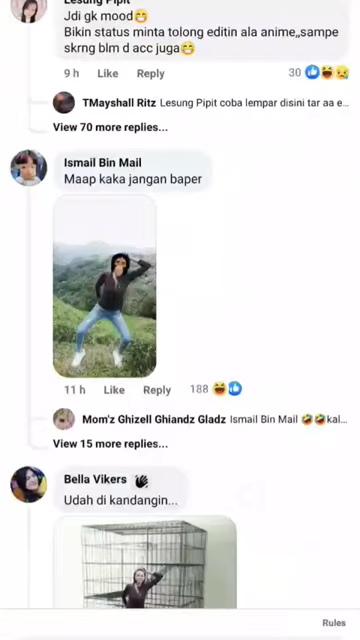 Lesung Pipit
Jdi gk mood😁
Bikin status minta tolong editin ala anime,,sampe
skrng blm d acc juga😁
9 h Like Reply 30
TMayshall Ritz Lesung Pipit coba lempar disini tar aa e...
View 70 more replies...
Ismail Bin Mail
Maap kaka jangan baper
11 h Like Reply 188
Mom'z Ghizell Ghiandz Gladz Ismail Bin Mail 🤣🤣kal...
View 15 more replies...
Bella Vikers
Udah di kandangin...
Rules